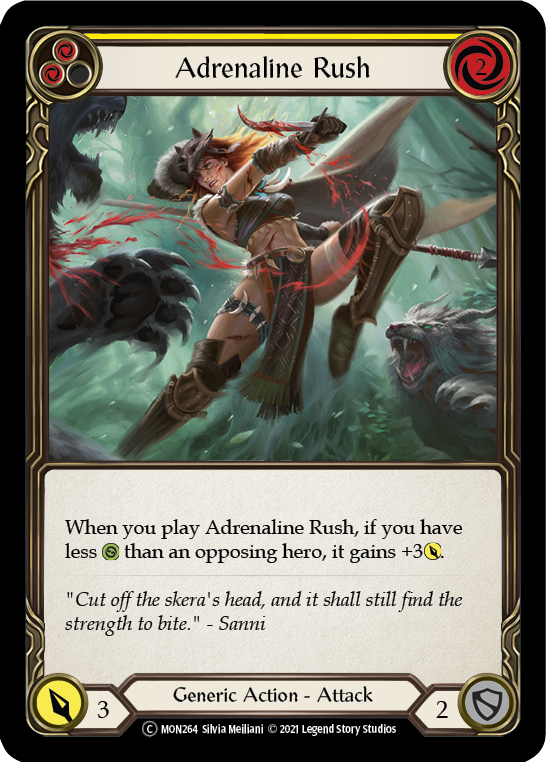 Adrenaline Rush
2
When you play Adrenaline Rush, if you have
less than an opposing hero, it gains +3.
"Cut off the skera's head, and it shall still find the
strength to bite." - Sanni
3
Generic Action - Attack
2
C MON264 Silvia Meiliani © 2021 Legend Story Studios